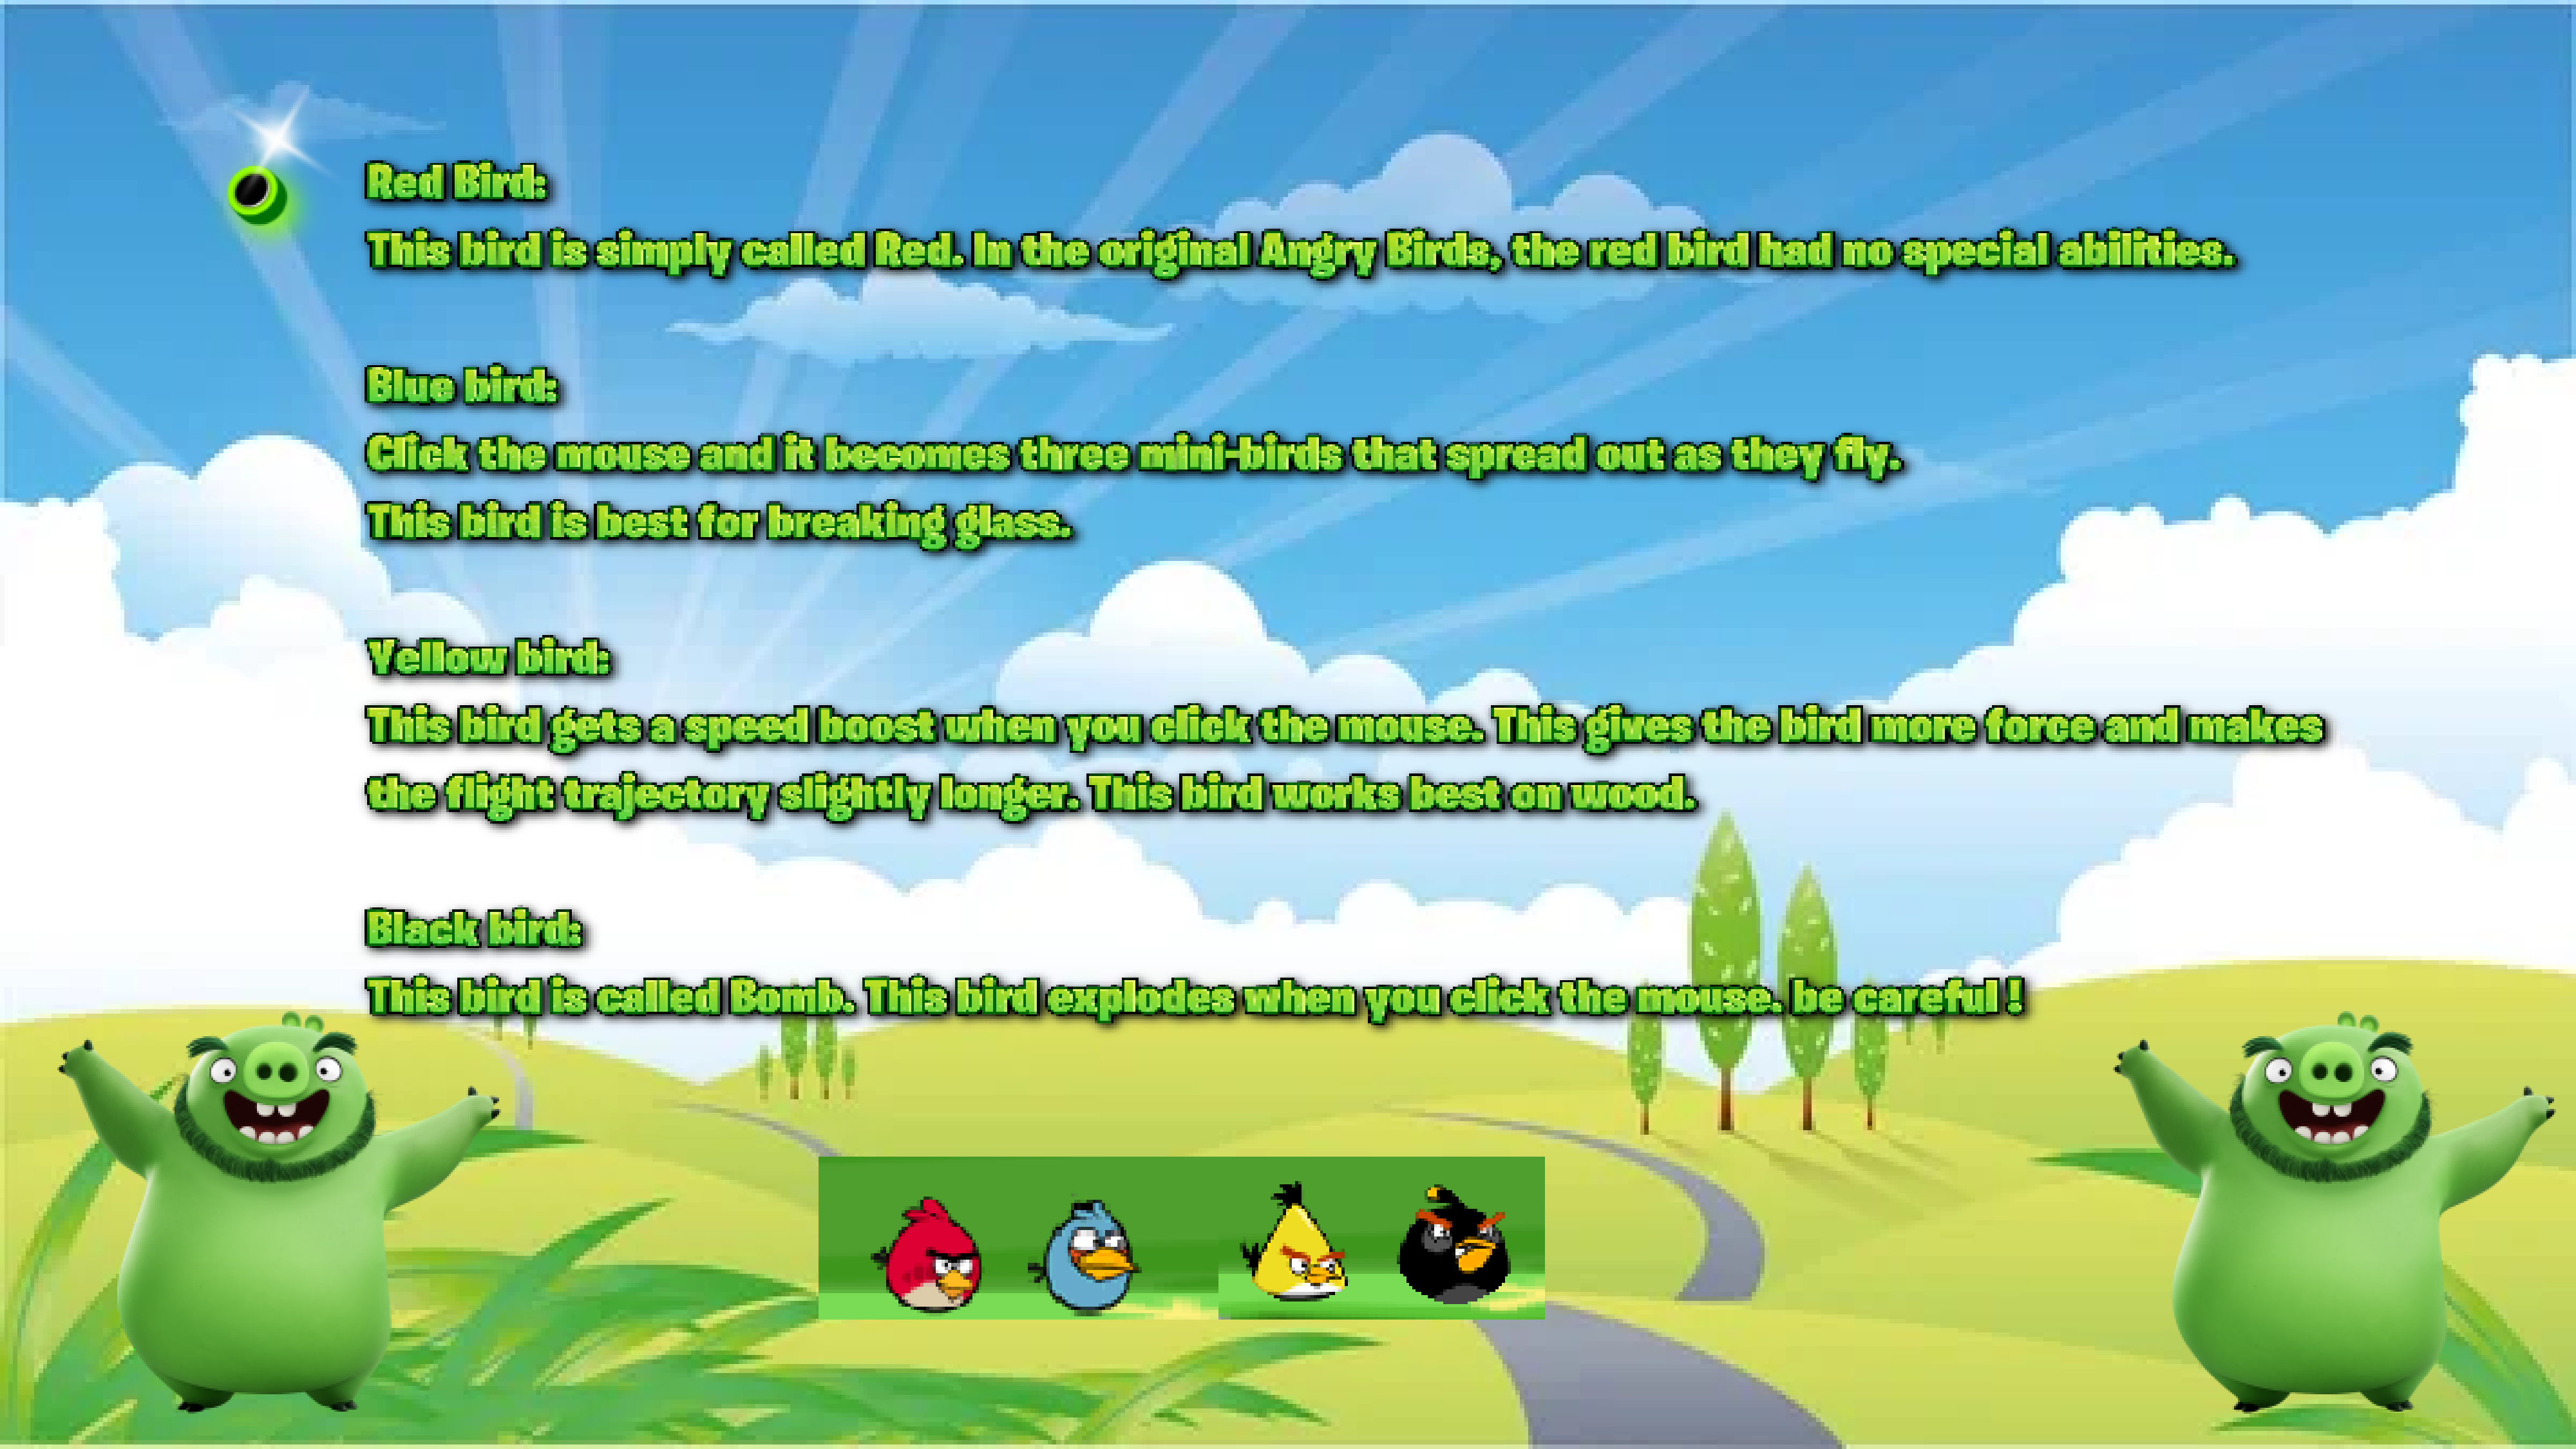 Red Bird:
This bird is simply called Red. In the original Angry Birds, the red bird had no special abilities.
Blue bird:
Click the mouse and it becomes three mini-birds that spread out as they fly.
This bird is best for breaking glass.
Yellow bird:
This bird gets a speed boost when you click the mouse. This gives the bird more force and makes
the flight trajectory slightly longer. This bird works best on wood.
Black bird:
This bird is called Bomb. This bird explodes when you click the mouse. be careful !